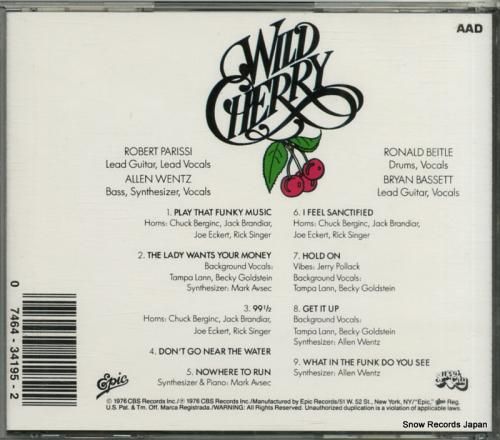 AAD
WILD
CHERRY
ROBERT PARISSI
Lead Guitar, Lead Vocals
ALLEN WENTZ
Bass, Synthesizer, Vocals
RONALD BEITLE
Drums, Vocals
BRYAN BASSETT
Lead Guitar, Vocals
1. PLAY THAT FUNKY MUSIC
Horns: Chuck Berginc, Jack Brandiar,
Joe Eckert, Rick Singer
2. THE LADY WANTS YOUR MONEY
Background Vocals:
Tampa Lann, Becky Goldstein
Synthesizer: Mark Avsec
3. 99½
Horns: Chuck Berginc, Jack Brandiar,
Joe Eckert, Rick Singer
4. DON'T GO NEAR THE WATER
5. NOWHERE TO RUN
Synthesizer & Piano: Mark Avsec
6. I FEEL SANCTIFIED
Horns: Chuck Berginc, Jack Brandiar,
Joe Eckert, Rick Singer
7. HOLD ON
Vibes: Jerry Pollack
Background Vocals:
Tampa Lann, Becky Goldstein
8. GET IT UP
Background Vocals:
Tampa Lann, Becky Goldstein
Synthesizer: Allen Wentz
9. WHAT IN THE FUNK DO YOU SEE
Synthesizer: Allen Wentz
0 7464-34195-2
Epic
© 1976 CBS Records Inc./℗ 1976 CBS Records Inc./Manufactured by Epic Records/51 W. 52 St., New York, NY/"Epic," Reg.
U.S. Pat. & Tm. Off. Marca Registrada./WARNING: All Rights Reserved. Unauthorized duplication is a violation of applicable laws.
Snow Records Japan